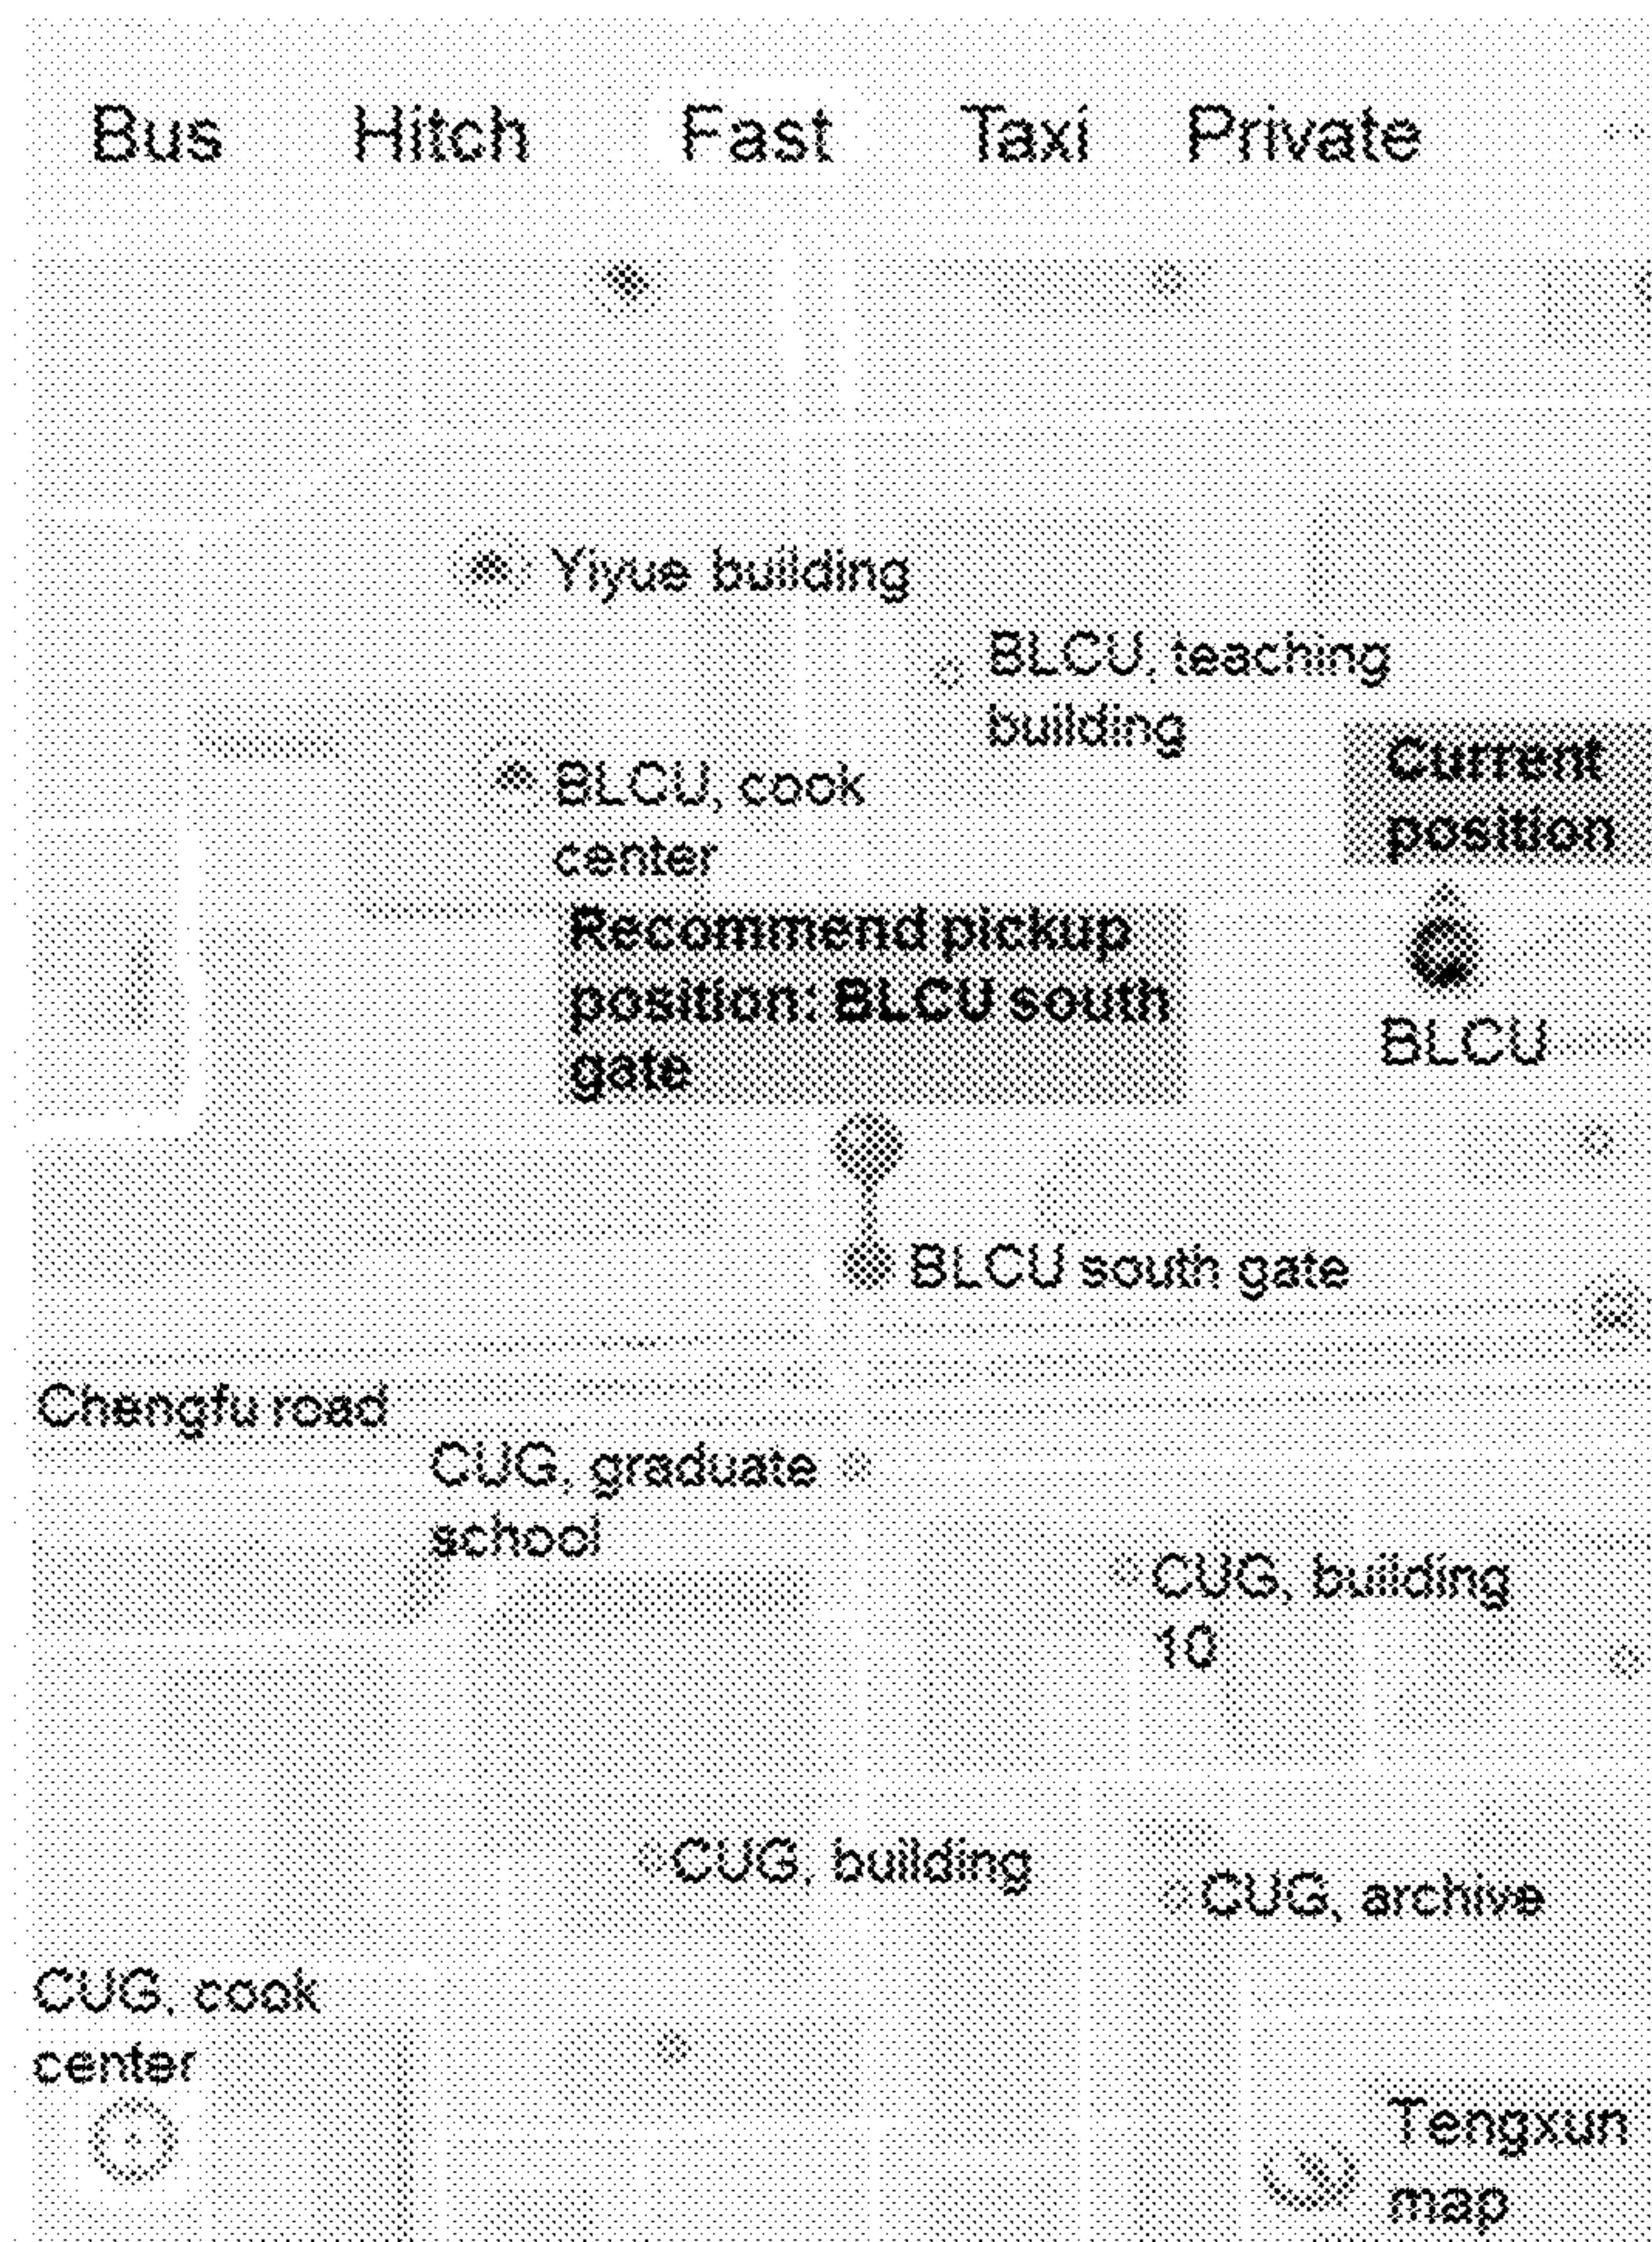 Bus Hitch Fast Taxi Private
Yiyue building
BLCU, teaching
building
Current
position
BLCU, cook
center
Recommend pickup
position: BLCU south
gate
BLCU
BLCU south gate
Chengfu road
CUG, graduate
school
CUG, building
10
CUG, building
CUG, archive
CUG, cook
center
Tengxun
map